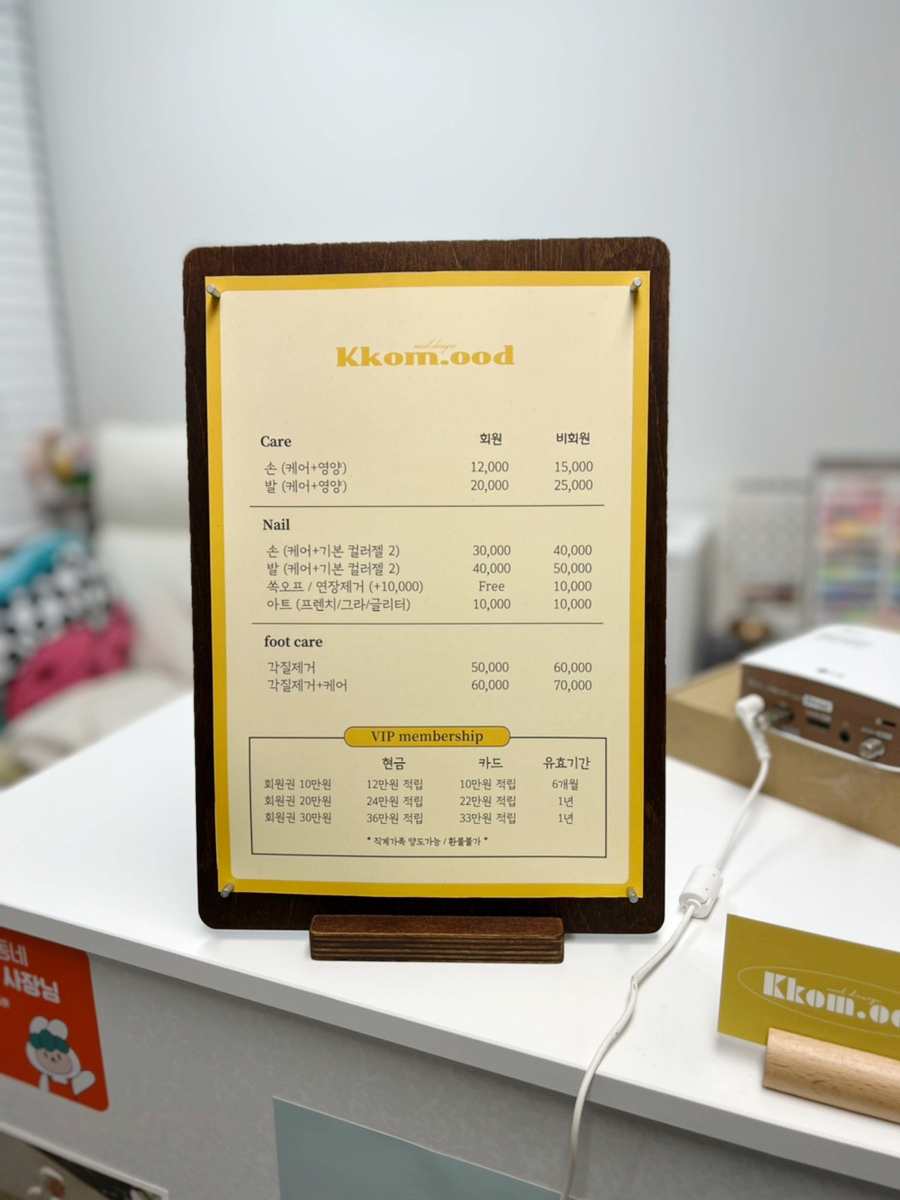 nail design
Kkom.ood
Care 회원 비회원
손 (케어+영양) 12,000 15,000
발 (케어+영양) 20,000 25,000
Nail
손 (케어+기본 컬러젤 2) 30,000 40,000
발 (케어+기본 컬러젤 2) 40,000 50,000
쏙오프 / 연장제거 (+10,000) Free 10,000
아트 (프렌치/그라/글리터) 10,000 10,000
foot care
각질제거 50,000 60,000
각질제거+케어 60,000 70,000
VIP membership
현금 카드 유효기간
회원권 10만원 12만원 적립 10만원 적립 6개월
회원권 20만원 24만원 적립 22만원 적립 1년
회원권 30만원 36만원 적립 33만원 적립 1년
* 직계가족 양도가능 / 환불불가 *
동네
사장님
nail design
Kkom.oo